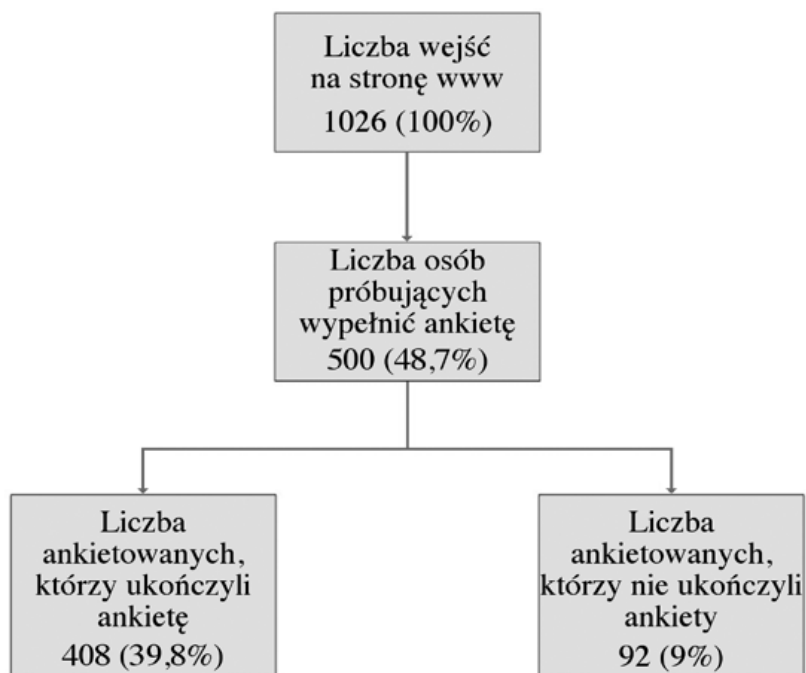 Liczba wejść
na stronę www
1026 (100%)
Liczba osób
próbujących
wypełnić ankietę
500 (48,7%)
Liczba
ankietowanych,
którzy ukończyli
ankietę
408 (39,8%)
Liczba
ankietowanych,
którzy nie ukończyli
ankiety
92 (9%)